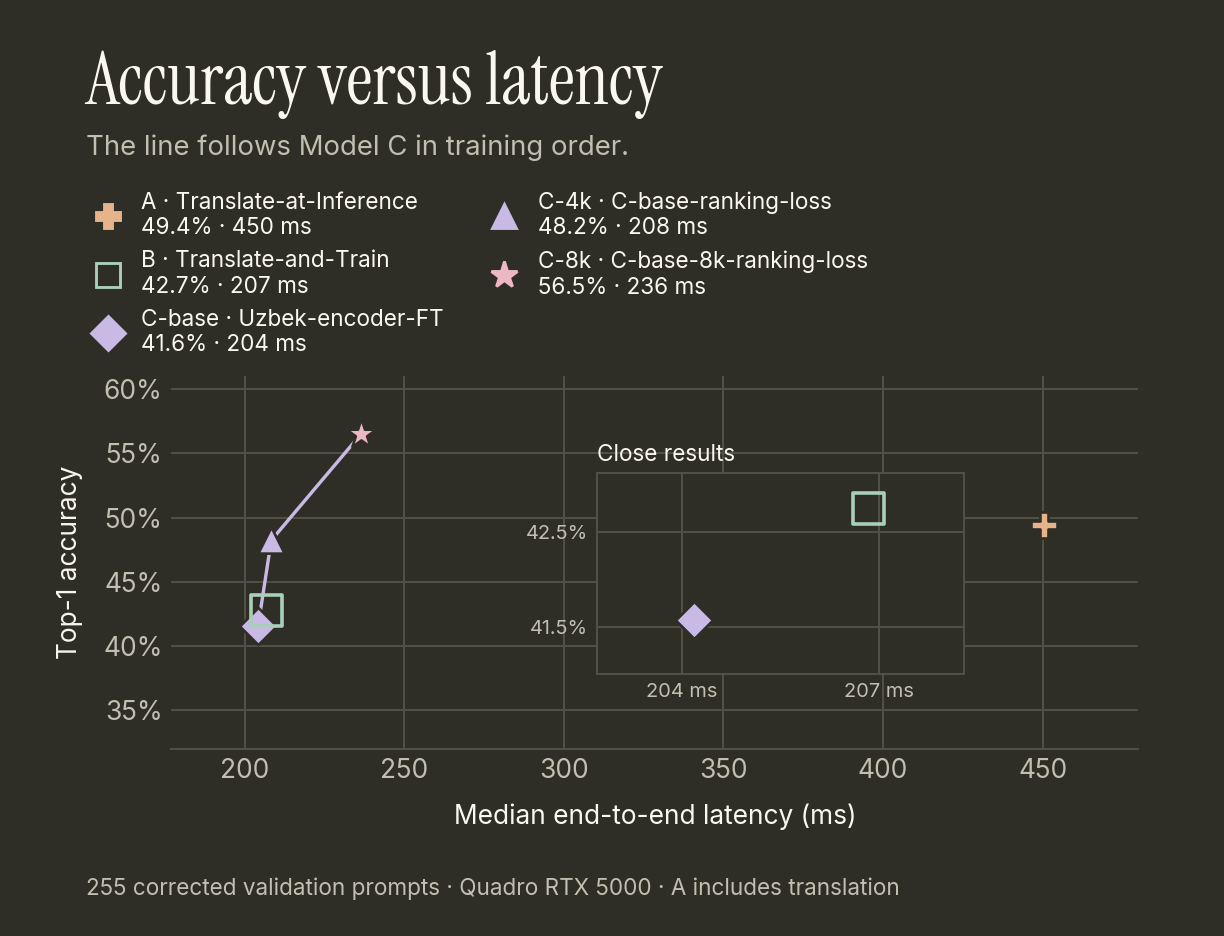 Accuracy versus latency
The line follows Model C in training order.
A · Translate-at-Inference
49.4% · 450 ms
B · Translate-and-Train
42.7% · 207 ms
C-base · Uzbek-encoder-FT
41.6% · 204 ms
C-4k · C-base-ranking-loss
48.2% · 208 ms
C-8k · C-base-8k-ranking-loss
56.5% · 236 ms
Top-1 accuracy
60%
55%
50%
45%
40%
35%
Close results
42.5%
41.5%
204 ms
207 ms
200
250
300
350
400
450
Median end-to-end latency (ms)
255 corrected validation prompts · Quadro RTX 5000 · A includes translation